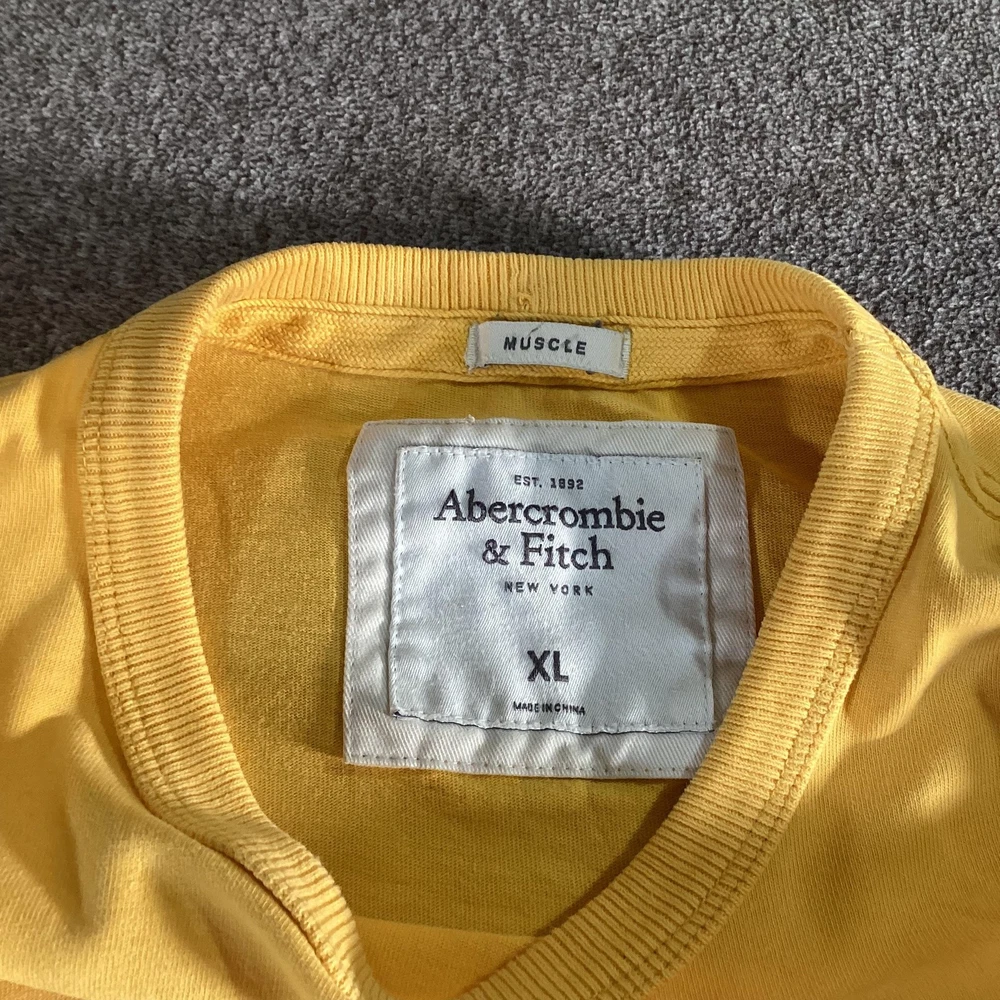 MUSCLE
EST. 1892
Abercrombie
& Fitch
NEW YORK
XL
MADE IN CHINA